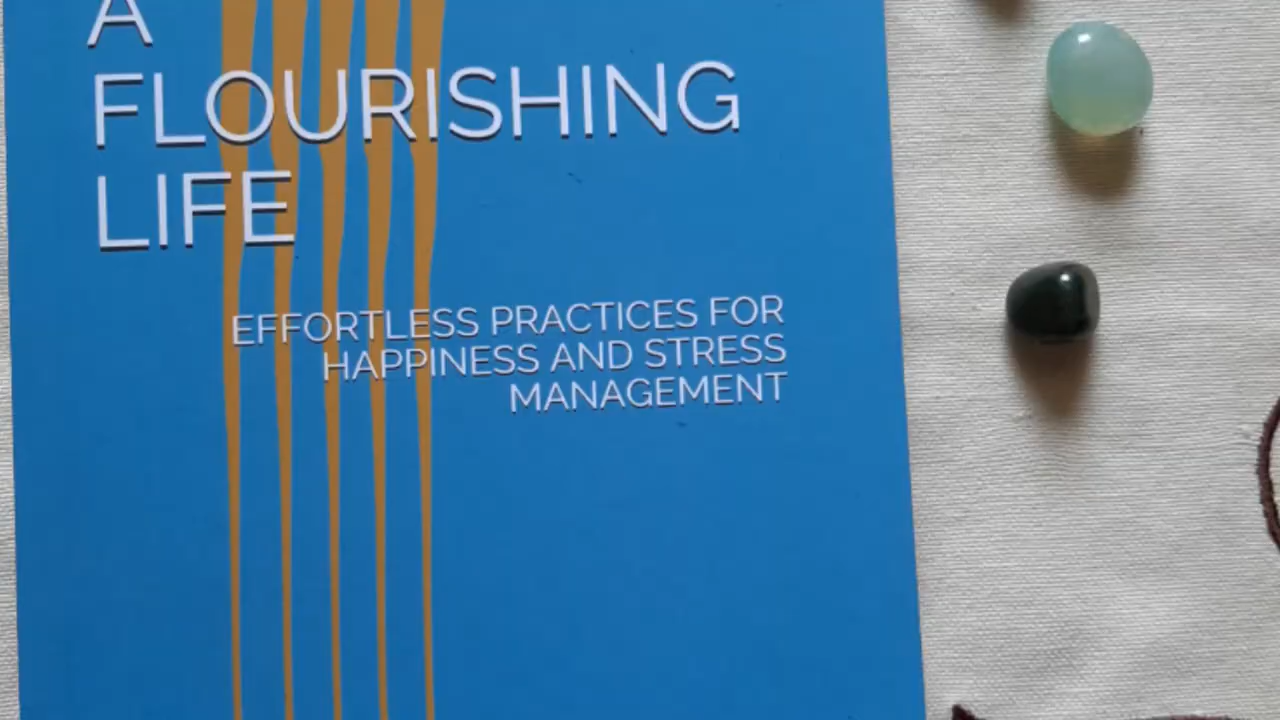 A
FLOURISHING
LIFE
EFFORTLESS PRACTICES FOR
HAPPINESS AND STRESS
MANAGEMENT